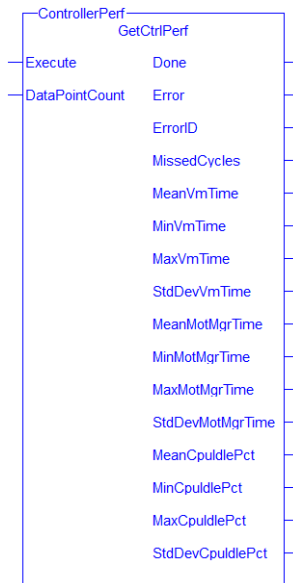 ControllerPerf
GetCtrlPerf
Execute Done
DataPointCount Error
ErrorID
MissedCycles
MeanVmTime
MinVmTime
MaxVmTime
StdDevVmTime
MeanMotMgrTime
MinMotMgrTime
MaxMotMgrTime
StdDevMotMgrTime
MeanCpuIdlePct
MinCpuIdlePct
MaxCpuIdlePct
StdDevCpuIdlePct